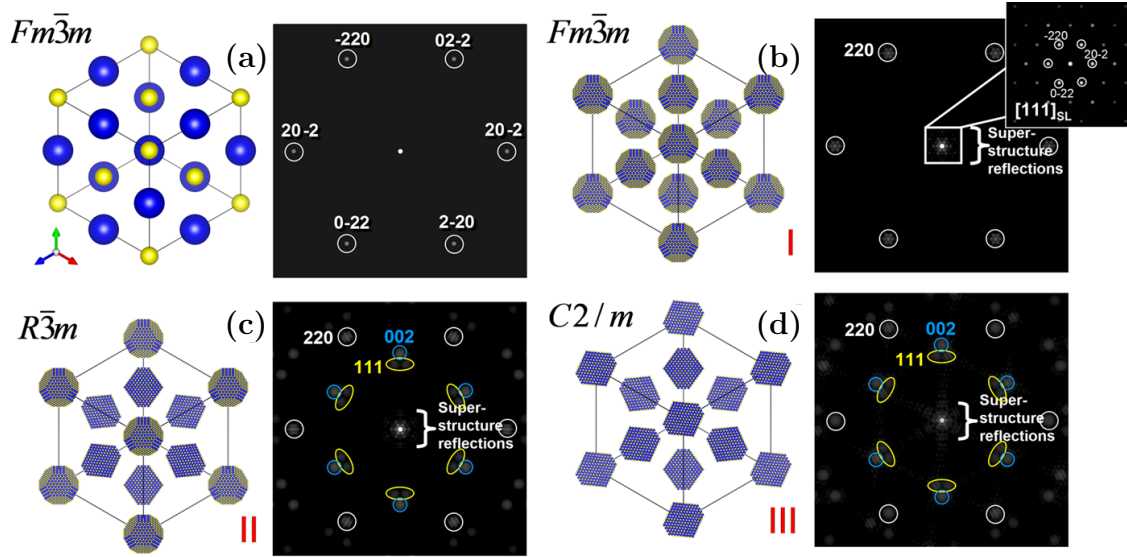 Fm3̅m
(a)
-220
02-2
20-2
20-2
0-22
2-20
Fm3̅m
(b)
I
220
Super-
structure
reflections
-220
20-2
0-22
[111]SL
R3̅m
(c)
II
220
002
111
Super-
structure
reflections
C2/m
(d)
III
220
002
111
Super-
structure
reflections